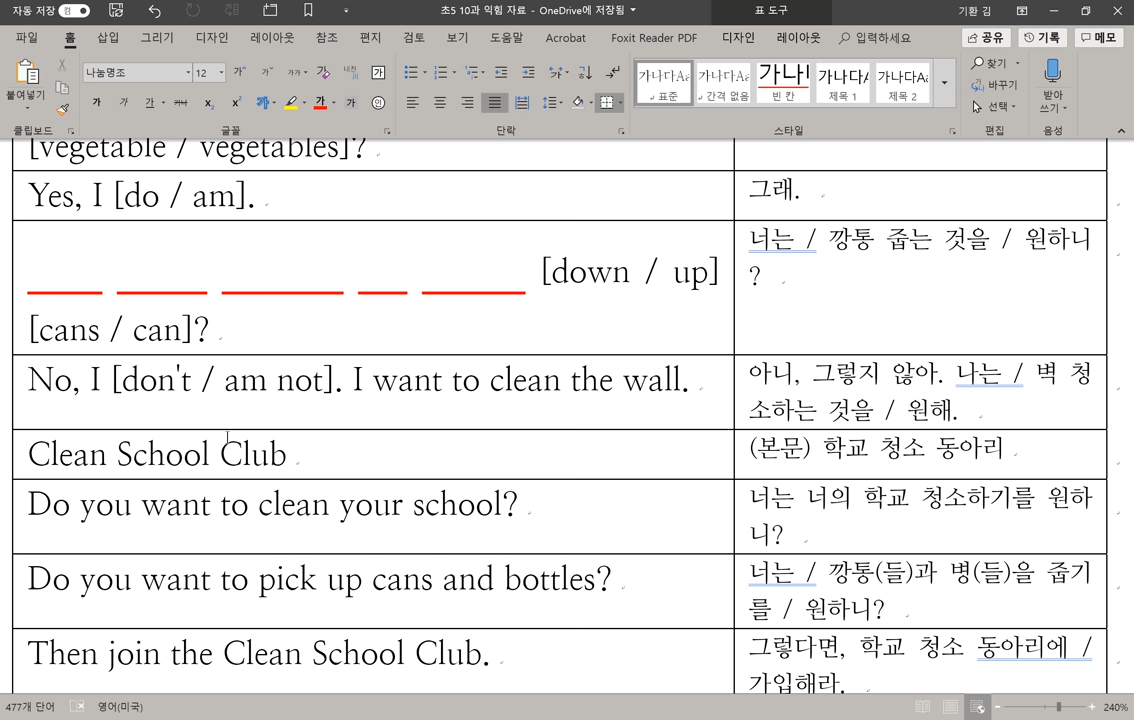 자동 저장 끔 초5 10과 익힘 자료 - OneDrive에 저장됨 표 도구 기환 김
파일 홈 삽입 그리기 디자인 레이아웃 참조 편지 검토 보기 도움말 Acrobat Foxit Reader PDF 디자인 레이아웃 입력하세요 공유 기록 메모
붙여넣기
나눔명조 12
가나다 가나다 가나 가나다 가나다
표준 간격 없음 빈 칸 제목 1 제목 2
찾기
바꾸기
선택
받아
쓰기
클립보드 글꼴 단락 스타일 편집 음성
[vegetable / vegetables]?
Yes, I [do / am]. 그래.
너는 / 깡통 줍는 것을 / 원하니
?
[down / up]
[cans / can]?
No, I [don't / am not]. I want to clean the wall.
아니, 그렇지 않아. 나는 / 벽 청
소하는 것을 / 원해.
Clean School Club (본문) 학교 청소 동아리
Do you want to clean your school?
너는 너의 학교 청소하기를 원하
니?
Do you want to pick up cans and bottles?
너는 / 깡통(들)과 병(들)을 줍기
를 / 원하니?
Then join the Clean School Club.
그렇다면, 학교 청소 동아리에 /
가입해라.
477개 단어 영어(미국) 240%